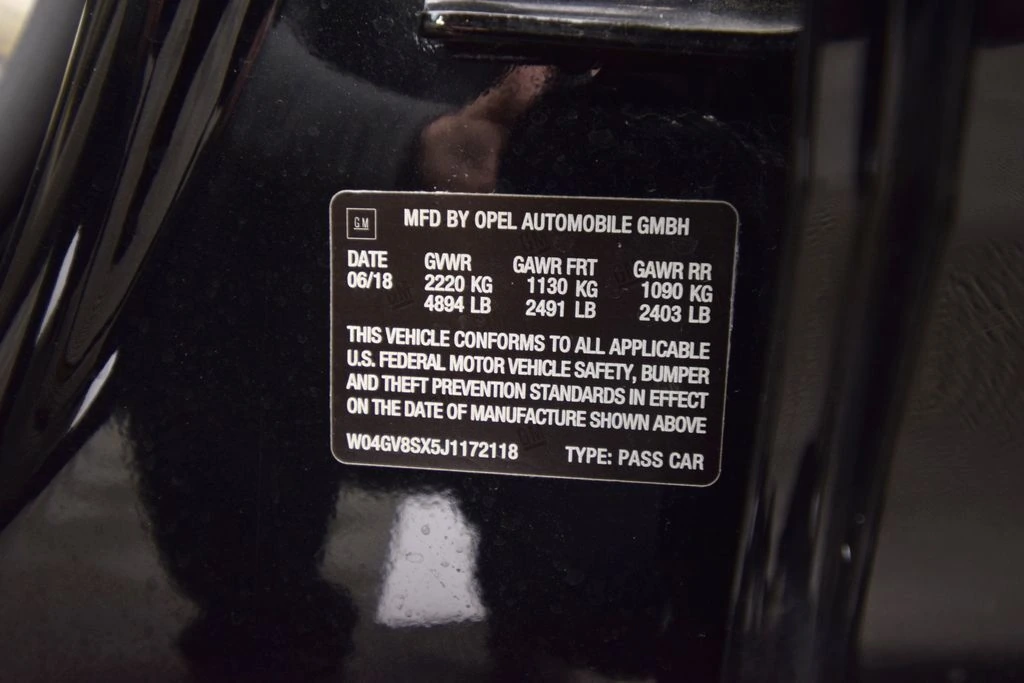 GM MFD BY OPEL AUTOMOBILE GMBH
DATE GVWR GAWR FRT GAWR RR
06/18 2220 KG 1130 KG 1090 KG
4894 LB 2491 LB 2403 LB
THIS VEHICLE CONFORMS TO ALL APPLICABLE
U.S. FEDERAL MOTOR VEHICLE SAFETY, BUMPER
AND THEFT PREVENTION STANDARDS IN EFFECT
ON THE DATE OF MANUFACTURE SHOWN ABOVE
W04GV8SX5J1172118 TYPE: PASS CAR